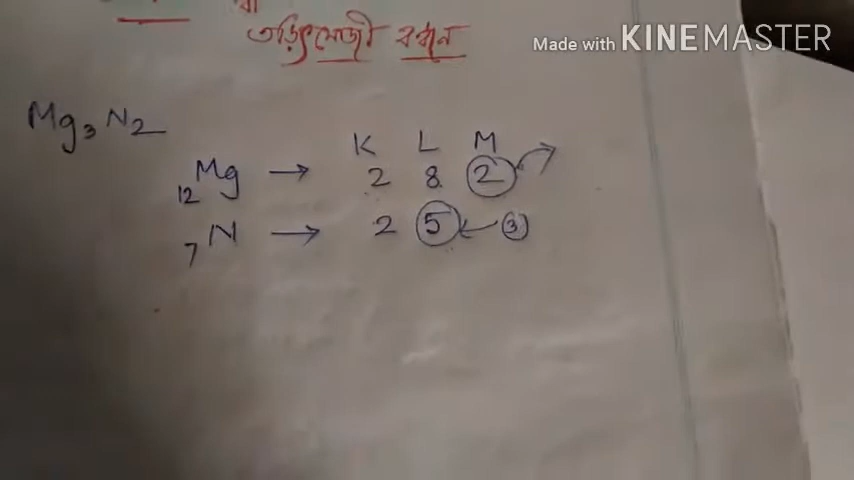 বা
তড়িৎযোজী বন্ধন
Made with KINEMASTER
Mg₃N₂
K L M
₁₂Mg → 2 8 2
₇N → 2 5 ← 3